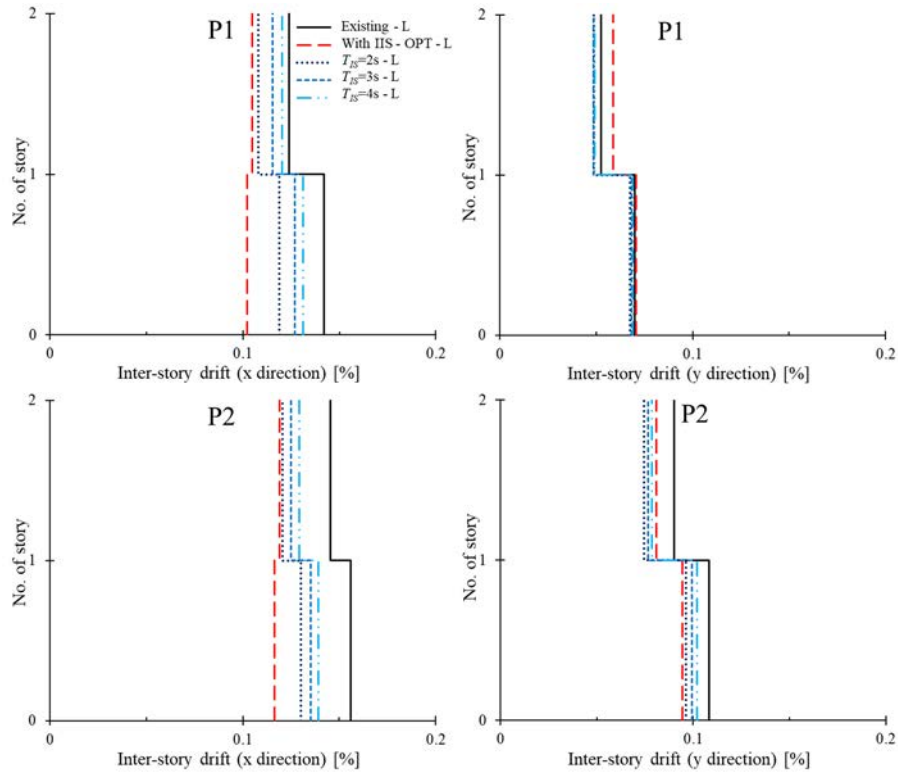 2
P1
Existing - L
With IIS - OPT - L
T_IS=2s - L
T_IS=3s - L
T_IS=4s - L
No. of story
1
0
0
0.1
0.2
Inter-story drift (x direction) [%]
2
P1
No. of story
1
0
0
0.1
0.2
Inter-story drift (y direction) [%]
2
P2
No. of story
1
0
0
0.1
0.2
Inter-story drift (x direction) [%]
2
P2
No. of story
1
0
0
0.1
0.2
Inter-story drift (y direction) [%]